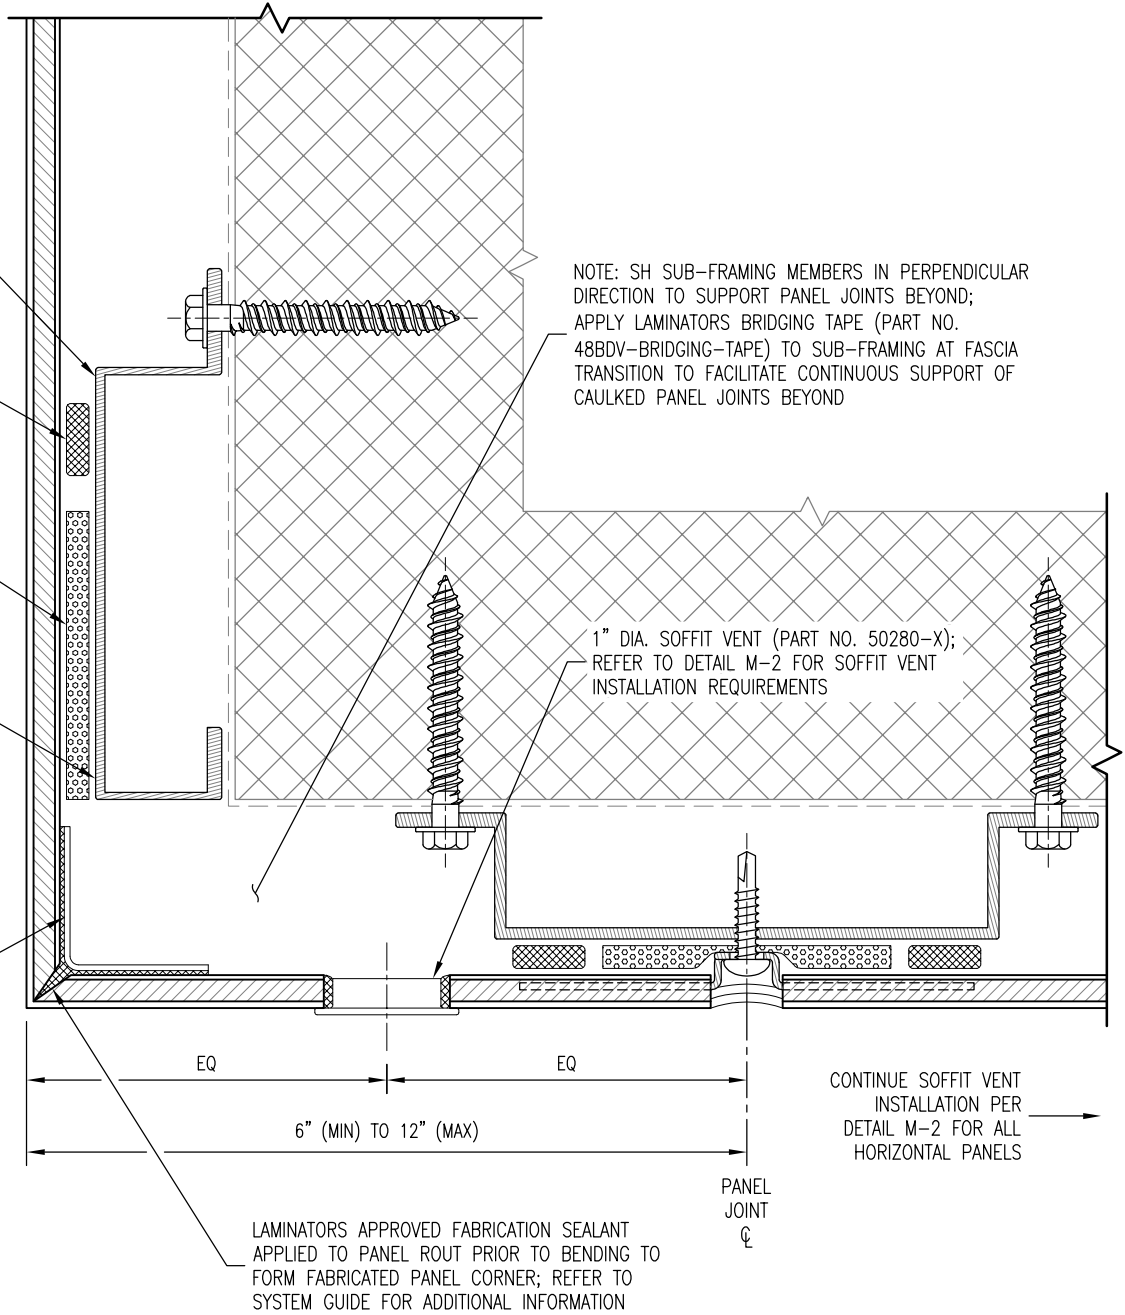 NOTE: SH SUB-FRAMING MEMBERS IN PERPENDICULAR
DIRECTION TO SUPPORT PANEL JOINTS BEYOND;
APPLY LAMINATORS BRIDGING TAPE (PART NO.
48BDV-BRIDGING-TAPE) TO SUB-FRAMING AT FASCIA
TRANSITION TO FACILITATE CONTINUOUS SUPPORT OF
CAULKED PANEL JOINTS BEYOND
1" DIA. SOFFIT VENT (PART NO. 50280-X);
REFER TO DETAIL M-2 FOR SOFFIT VENT
INSTALLATION REQUIREMENTS
EQ
EQ
6" (MIN) TO 12" (MAX)
CONTINUE SOFFIT VENT
INSTALLATION PER
DETAIL M-2 FOR ALL
HORIZONTAL PANELS
PANEL
JOINT
℄
LAMINATORS APPROVED FABRICATION SEALANT
APPLIED TO PANEL ROUT PRIOR TO BENDING TO
FORM FABRICATED PANEL CORNER; REFER TO
SYSTEM GUIDE FOR ADDITIONAL INFORMATION